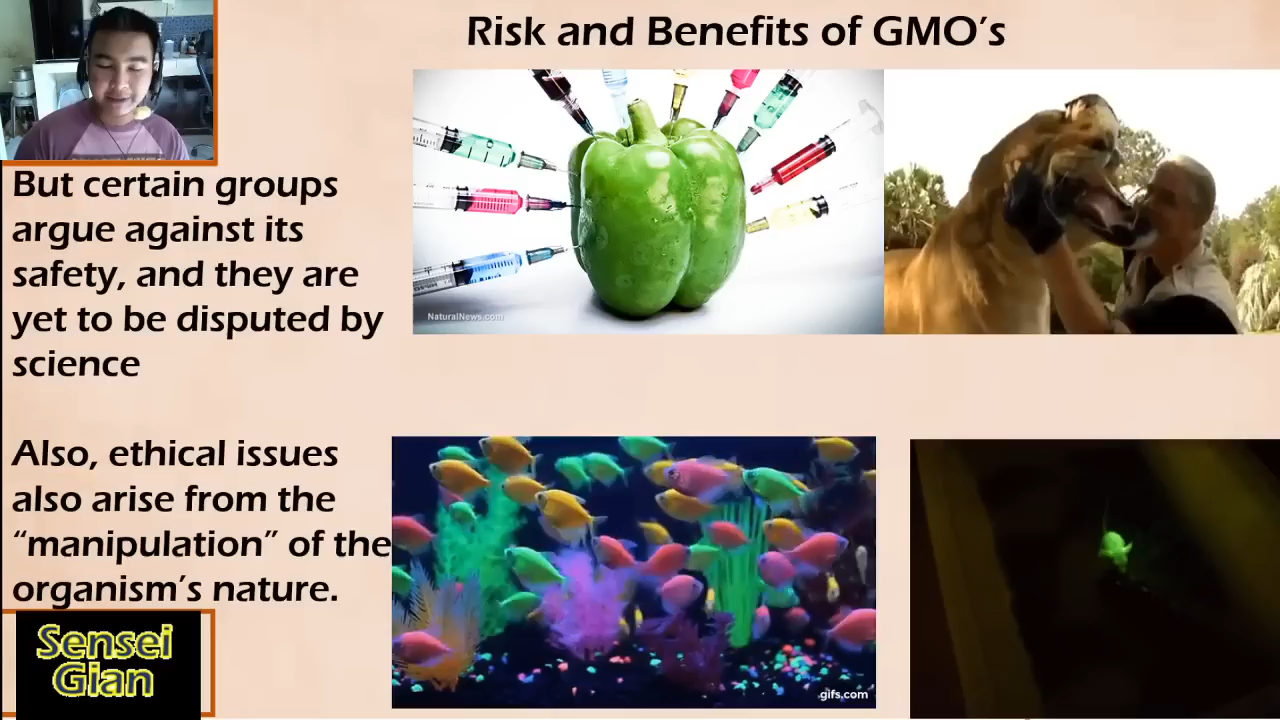 Risk and Benefits of GMO's
But certain groups
argue against its
safety, and they are
yet to be disputed by
science
Also, ethical issues
also arise from the
“manipulation” of the
organism's nature.
NaturalNews.com
gifs.com
Sensei
Gian